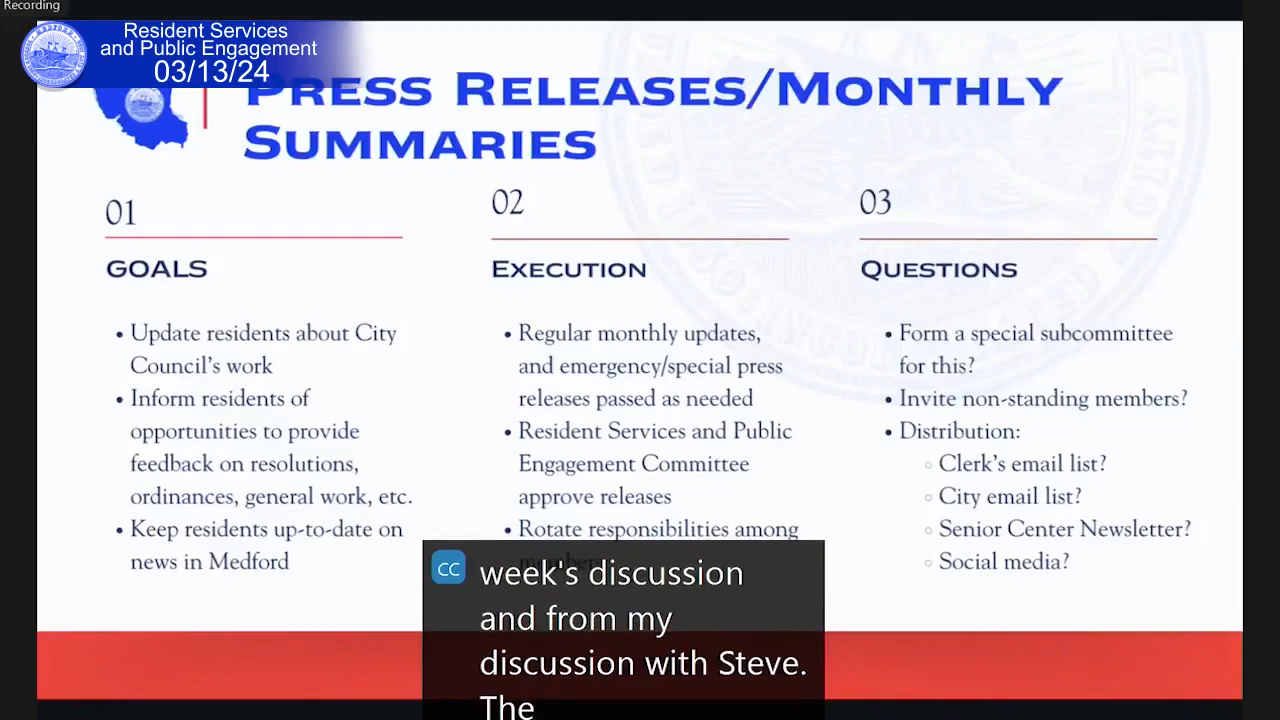 Recording
Resident Services
and Public Engagement
03/13/24
PRESS RELEASES/MONTHLY
SUMMARIES
01
GOALS
• Update residents about City
Council's work
• Inform residents of
opportunities to provide
feedback on resolutions,
ordinances, general work, etc.
• Keep residents up-to-date on
news in Medford
02
EXECUTION
• Regular monthly updates,
and emergency/special press
releases passed as needed
• Resident Services and Public
Engagement Committee
approve releases
• Rotate responsibilities among
members
03
QUESTIONS
• Form a special subcommittee
for this?
• Invite non-standing members?
• Distribution:
◦ Clerk's email list?
◦ City email list?
◦ Senior Center Newsletter?
◦ Social media?
CC
week's discussion
and from my
discussion with Steve.
The